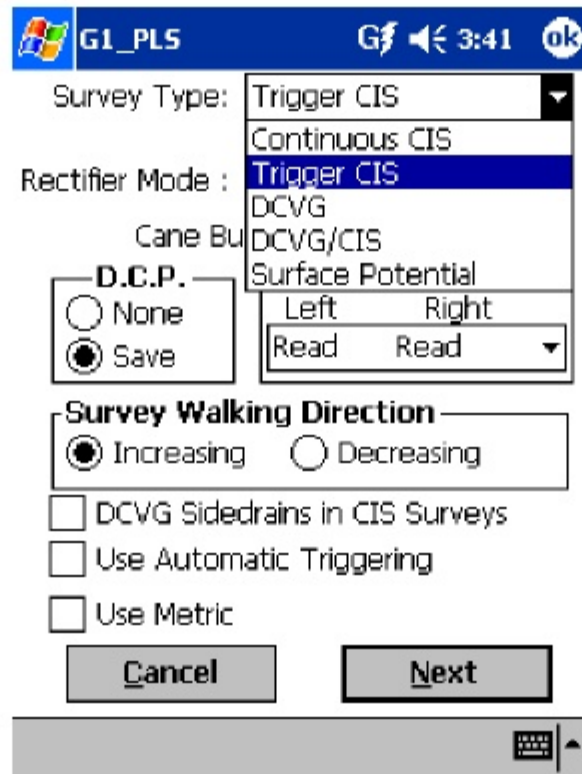 G1_PLS 3:41 ok
Survey Type: Trigger CIS
Continuous CIS
Rectifier Mode : Trigger CIS
DCVG
Cane Bu DCVG/CIS
Surface Potential
D.C.P.
None
Save
Left Right
Read Read
Survey Walking Direction
Increasing Decreasing
DCVG Sidedrains in CIS Surveys
Use Automatic Triggering
Use Metric
Cancel Next